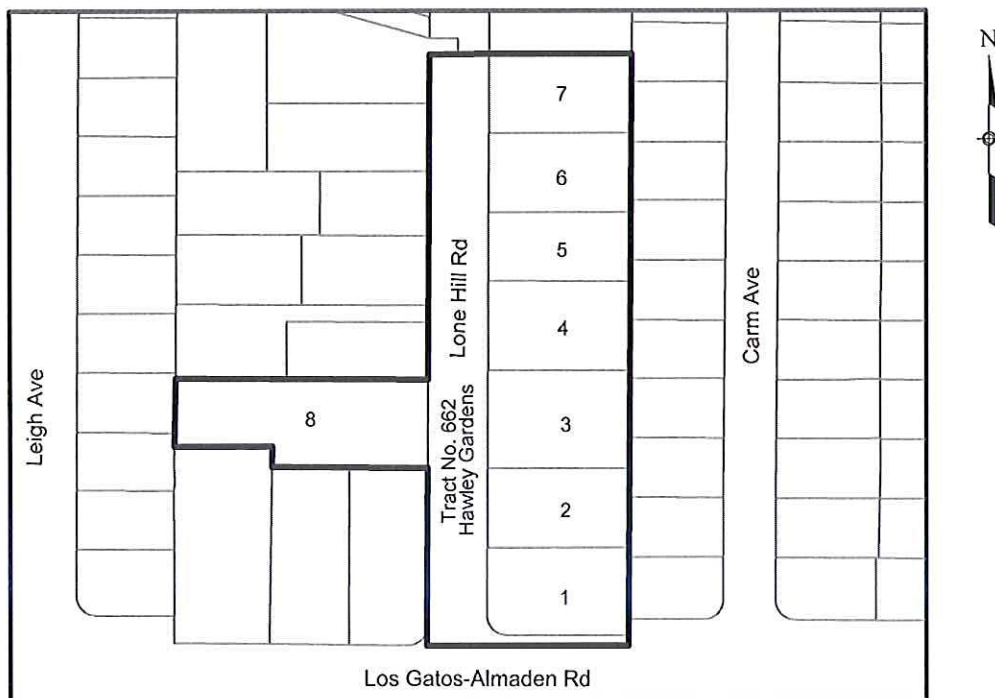 N
7
6
5
4
3
2
1
8
Lone Hill Rd
Tract No. 662
Hawley Gardens
Leigh Ave
Carm Ave
Los Gatos-Almaden Rd